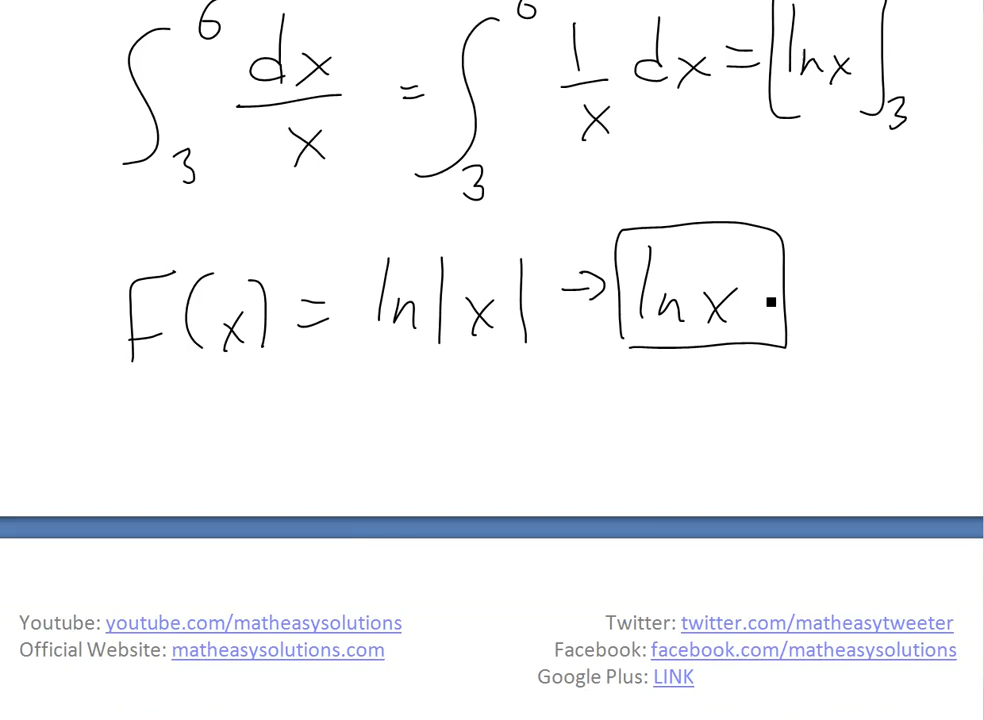 ∫₃⁶ dx/x = ∫₃⁶ 1/x dx = [ln x]₃
F(x) = ln|x| → ln x
Youtube: youtube.com/matheasysolutions
Twitter: twitter.com/matheasytweeter
Official Website: matheasysolutions.com
Facebook: facebook.com/matheasysolutions
Google Plus: LINK